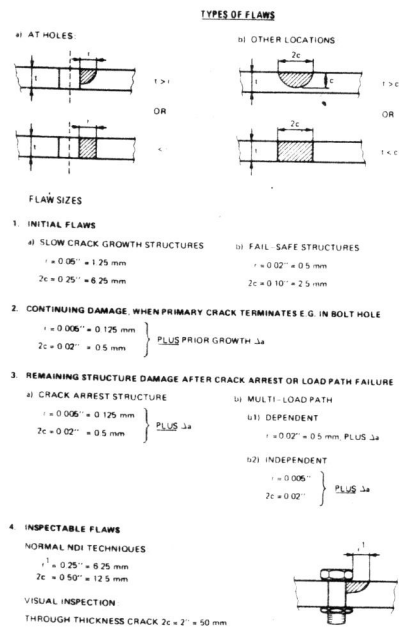 TYPES OF FLAWS
a) AT HOLES:
b) OTHER LOCATIONS
r
2c
t
t > r
t
c
t > c
OR
OR
r
2c
t
<
t
t < c
FLAW SIZES
1. INITIAL FLAWS
a) SLOW CRACK GROWTH STRUCTURES
r = 0.05" = 1.25 mm
2c = 0.25" = 6.25 mm
b) FAIL-SAFE STRUCTURES
r = 0.02" = 0.5 mm
2c = 0.10" = 2.5 mm
2. CONTINUING DAMAGE, WHEN PRIMARY CRACK TERMINATES E.G. IN BOLT HOLE
r = 0.005" = 0.125 mm
2c = 0.02" = 0.5 mm
PLUS PRIOR GROWTH Δa
3. REMAINING STRUCTURE DAMAGE AFTER CRACK ARREST OR LOAD PATH FAILURE
a) CRACK ARREST STRUCTURE
r = 0.005" = 0.125 mm
2c = 0.02" = 0.5 mm
PLUS Δa
b) MULTI-LOAD PATH
b1) DEPENDENT
r = 0.02" = 0.5 mm, PLUS Δa
b2) INDEPENDENT
r = 0.005"
2c = 0.02"
PLUS Δa
4. INSPECTABLE FLAWS
NORMAL NDI TECHNIQUES
r¹ = 0.25" = 6.25 mm
2c = 0.50" = 12.5 mm
VISUAL INSPECTION
THROUGH THICKNESS CRACK 2c = 2" = 50 mm
r¹